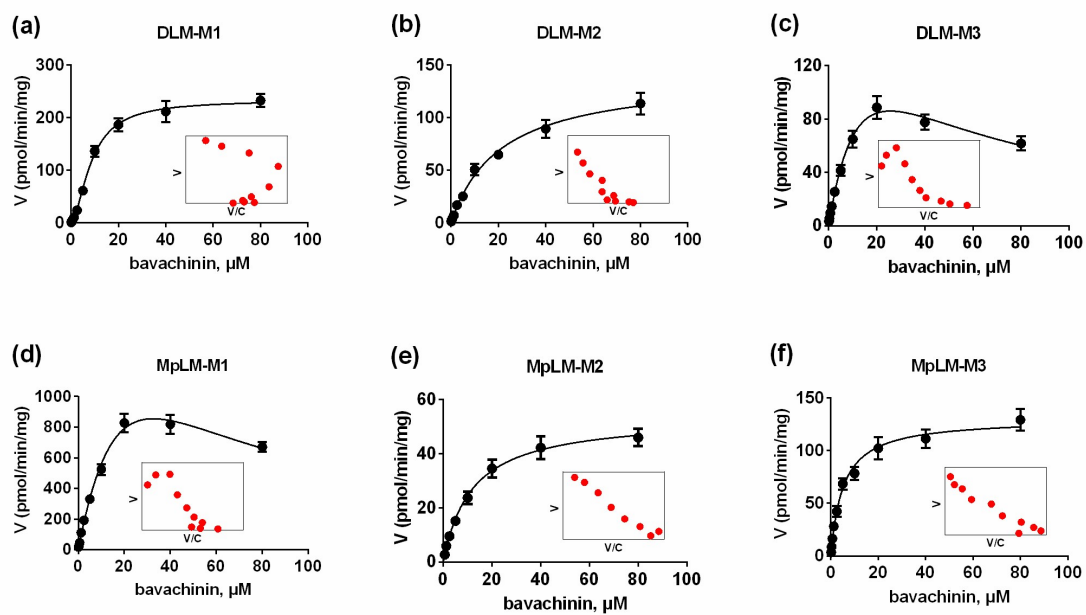 (a)
DLM-M1
V (pmol/min/mg)
300
200
100
0
0 20 40 60 80 100
bavachinin, µM
V
V/C
(b)
DLM-M2
V (pmol/min/mg)
150
100
50
0
0 20 40 60 80 100
bavachinin, µM
V
V/C
(c)
DLM-M3
V (pmol/min/mg)
120
80
40
0
0 20 40 60 80 100
bavachinin, µM
V
V/C
(d)
MpLM-M1
V (pmol/min/mg)
1000
800
600
400
200
0
0 20 40 60 80 100
bavachinin, µM
V
V/C
(e)
MpLM-M2
V (pmol/min/mg)
60
40
20
0
0 20 40 60 80 100
bavachinin, µM
V
V/C
(f)
MpLM-M3
V (pmol/min/mg)
150
100
50
0
0 20 40 60 80 100
bavachinin, µM
V
V/C